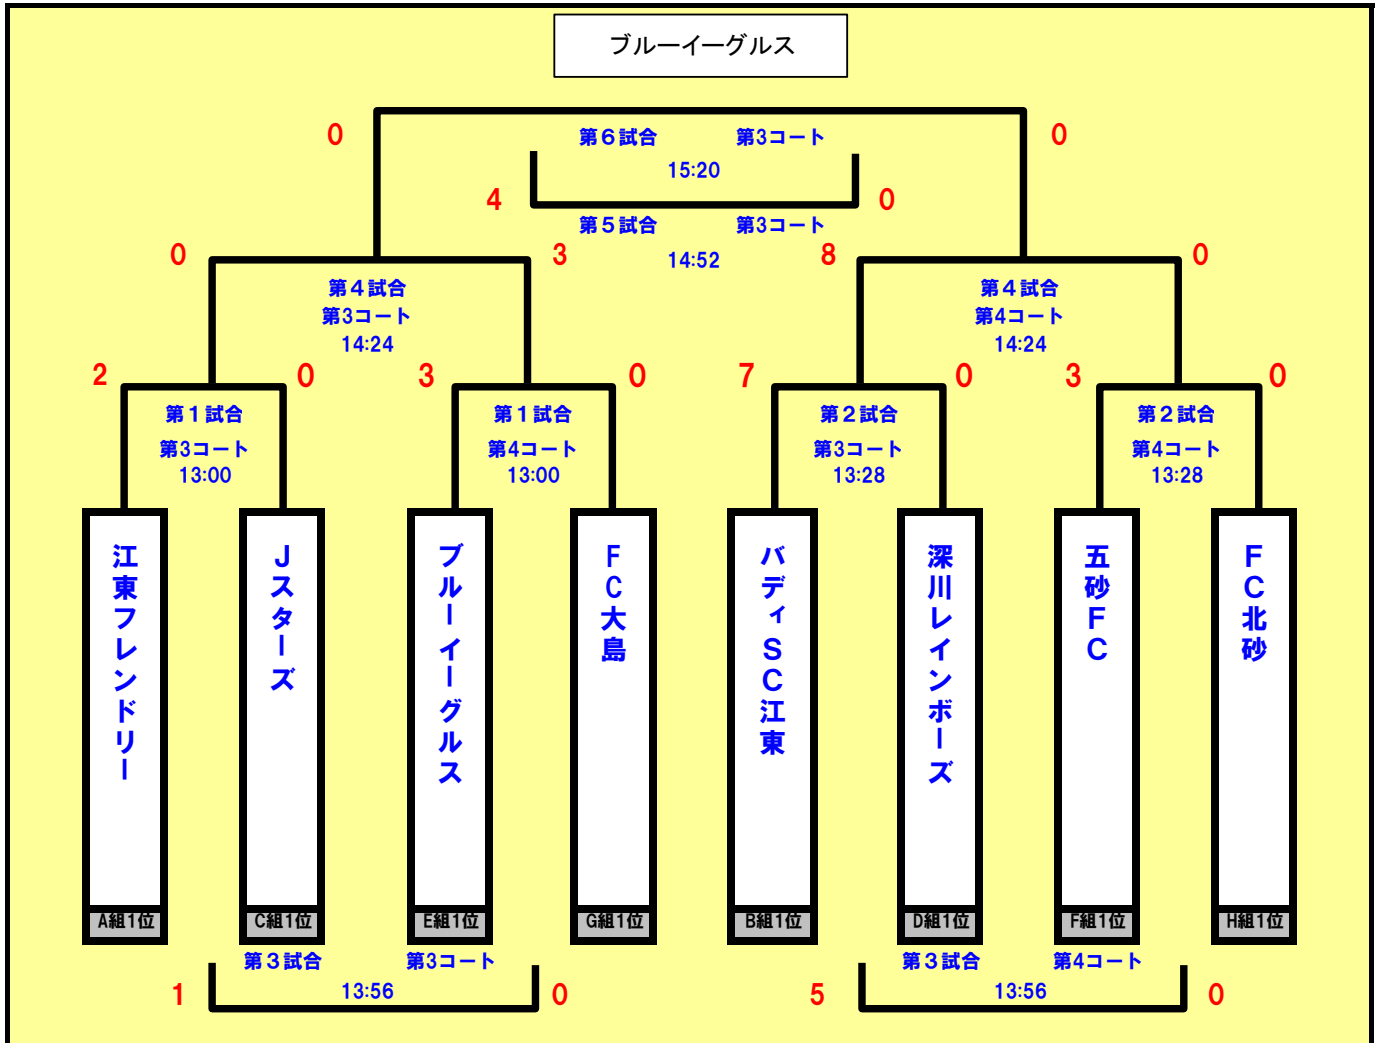 ブルーイーグルス
0
第6試合 第3コート
0
15:20
4
0
第5試合 第3コート
14:52
0
3
8
0
第4試合
第3コート
14:24
第4試合
第4コート
14:24
2
0
3
0
7
0
3
0
第1試合
第3コート
13:00
第1試合
第4コート
13:00
第2試合
第3コート
13:28
第2試合
第4コート
13:28
江東フレンドリー
Jスターズ
ブルーイーグルス
FC大島
バディSC江東
深川レインボーズ
五砂FC
FC北砂
A組1位
C組1位
E組1位
G組1位
B組1位
D組1位
F組1位
H組1位
第3試合 第3コート
1
13:56
0
第3試合 第4コート
5
13:56
0